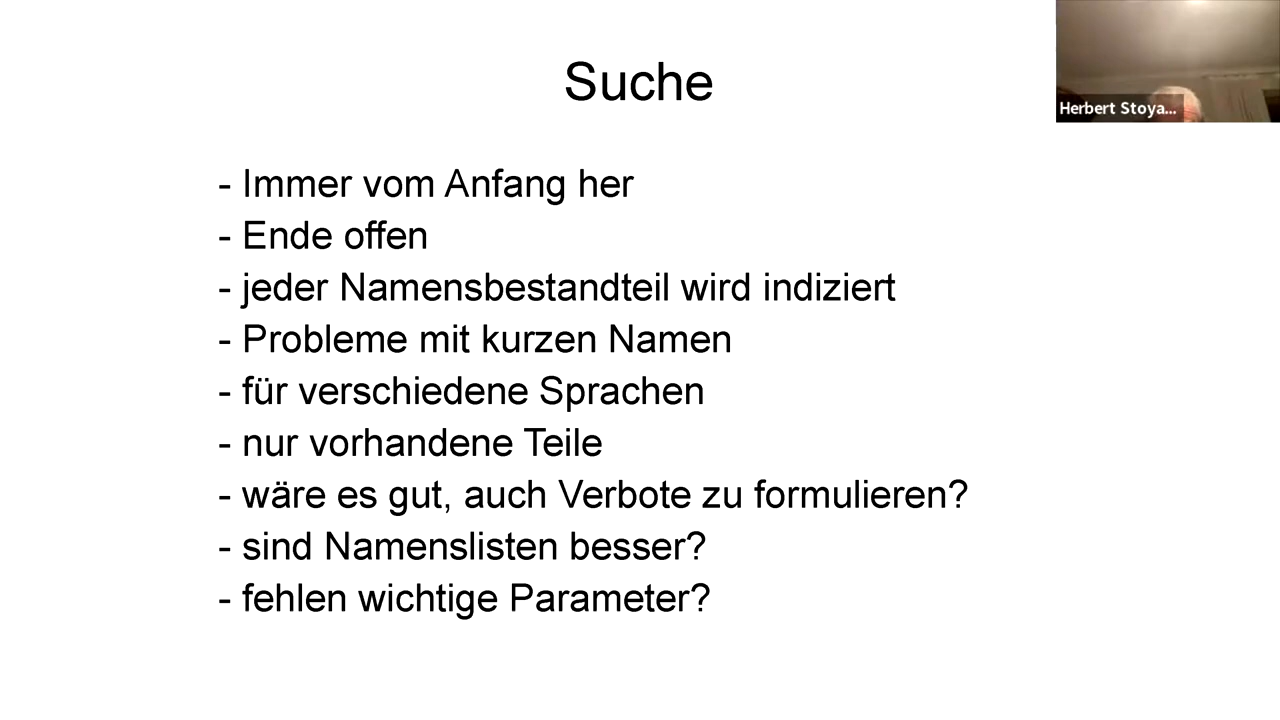 Suche
Herbert Stoya...
- Immer vom Anfang her
- Ende offen
- jeder Namensbestandteil wird indiziert
- Probleme mit kurzen Namen
- für verschiedene Sprachen
- nur vorhandene Teile
- wäre es gut, auch Verbote zu formulieren?
- sind Namenslisten besser?
- fehlen wichtige Parameter?